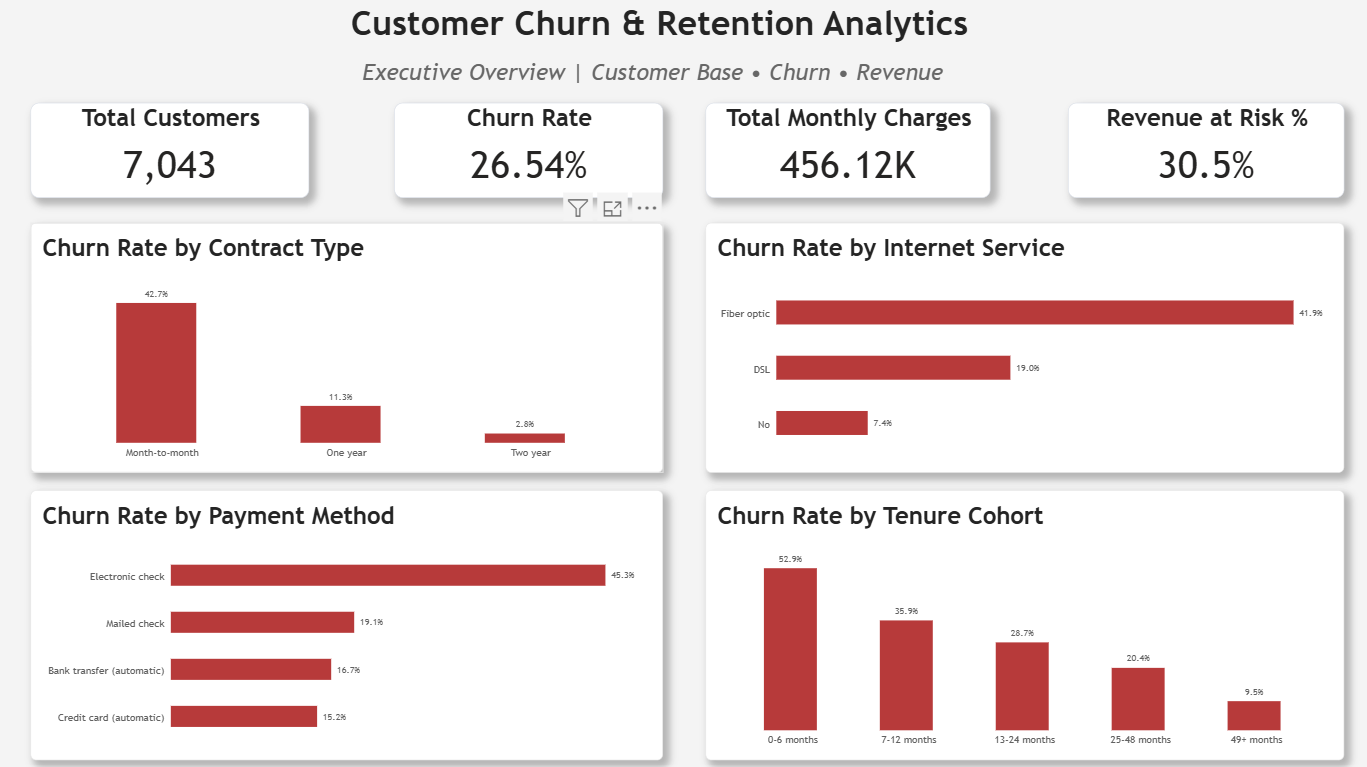 Customer Churn & Retention Analytics
Executive Overview | Customer Base • Churn • Revenue
Total Customers
7,043
Churn Rate
26.54%
Total Monthly Charges
456.12K
Revenue at Risk %
30.5%
Churn Rate by Contract Type
42.7%
11.3%
2.8%
Month-to-month
One year
Two year
Churn Rate by Internet Service
Fiber optic 41.9%
DSL 19.0%
No 7.4%
Churn Rate by Payment Method
Electronic check 45.3%
Mailed check 19.1%
Bank transfer (automatic) 16.7%
Credit card (automatic) 15.2%
Churn Rate by Tenure Cohort
52.9%
35.9%
28.7%
20.4%
9.5%
0-6 months
7-12 months
13-24 months
25-48 months
49+ months